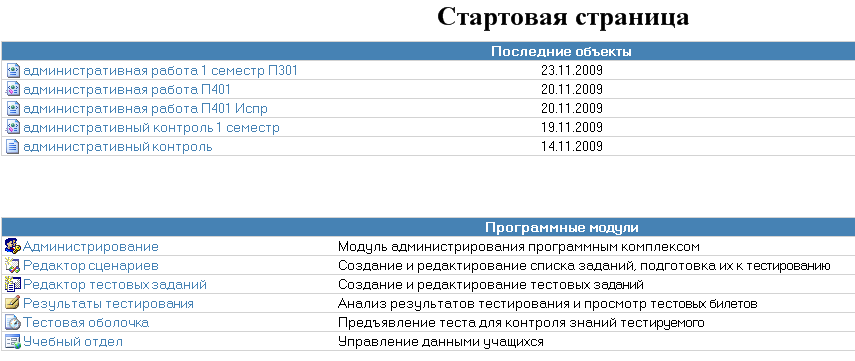 Стартовая страница
Последние объекты
административная работа 1 семестр П301 23.11.2009
административная работа П401 20.11.2009
административная работа П401 Испр 20.11.2009
административный контроль 1 семестр 19.11.2009
административный контроль 14.11.2009
Программные модули
Администрирование Модуль администрирования программным комплексом
Редактор сценариев Создание и редактирование списка заданий, подготовка их к тестированию
Редактор тестовых заданий Создание и редактирование тестовых заданий
Результаты тестирования Анализ результатов тестирования и просмотр тестовых билетов
Тестовая оболочка Предъявление теста для контроля знаний тестируемого
Учебный отдел Управление данными учащихся